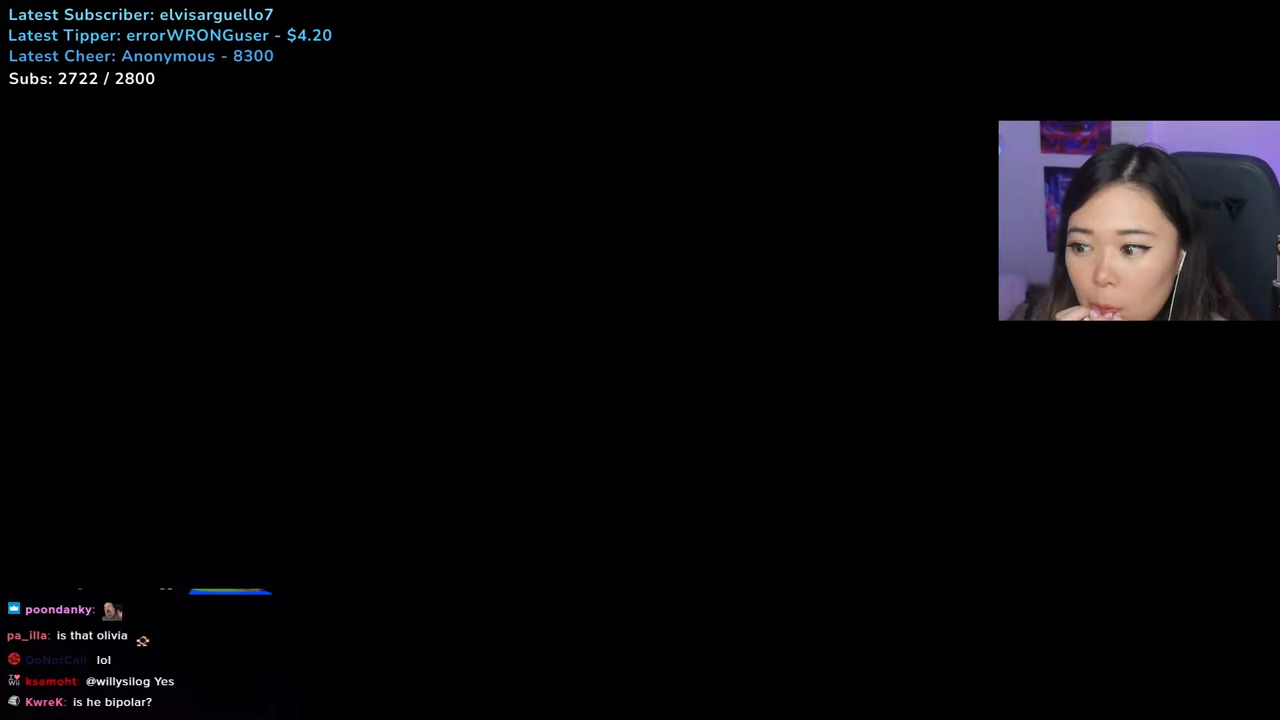 Latest Subscriber: elvisarguello7
Latest Tipper: errorWRONGuser - $4.20
Latest Cheer: Anonymous - 8300
Subs: 2722 / 2800
poondanky:
pa_illa: is that olivia
DoNotCall: lol
ksamoht: @willysilog Yes
KwreK: is he bipolar?